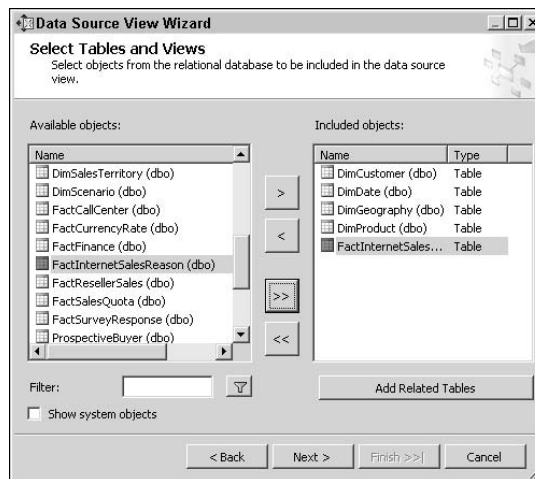 Data Source View Wizard
Select Tables and Views
Select objects from the relational database to be included in the data source
view.
Available objects:
Name
DimSalesTerritory (dbo)
DimScenario (dbo)
FactCallCenter (dbo)
FactCurrencyRate (dbo)
FactFinance (dbo)
FactInternetSalesReason (dbo)
FactResellerSales (dbo)
FactSalesQuota (dbo)
FactSurveyResponse (dbo)
ProspectiveBuyer (dbo)
>
<
>>
<<
Included objects:
Name Type
DimCustomer (dbo) Table
DimDate (dbo) Table
DimGeography (dbo) Table
DimProduct (dbo) Table
FactInternetSales... Table
Filter:
Add Related Tables
Show system objects
< Back Next > Finish >>| Cancel